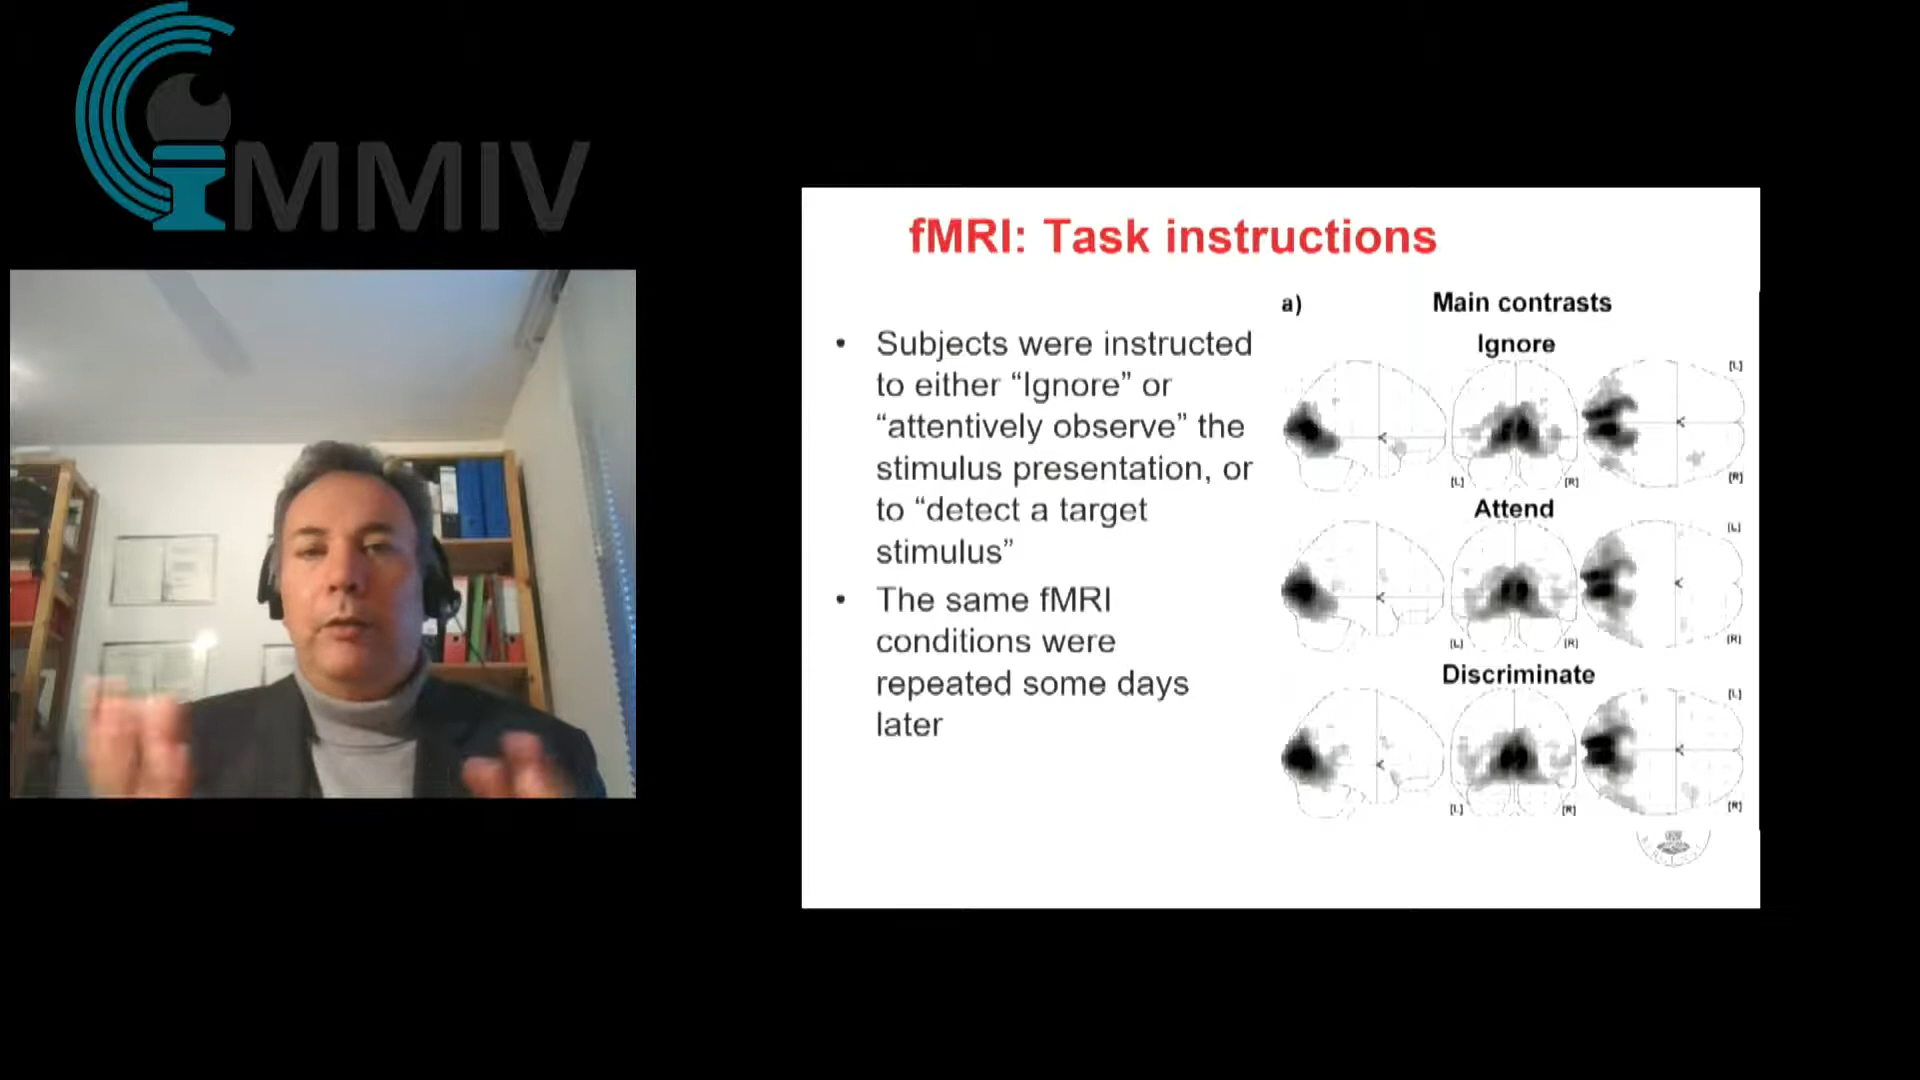 MMIV
fMRI: Task instructions
• Subjects were instructed
to either “Ignore” or
“attentively observe” the
stimulus presentation, or
to “detect a target
stimulus”
• The same fMRI
conditions were
repeated some days
later
a) Main contrasts
Ignore
[L]
[L] [R] [R]
Attend
[L]
[L] [R] [R]
Discriminate
[L]
[L] [R] [R]